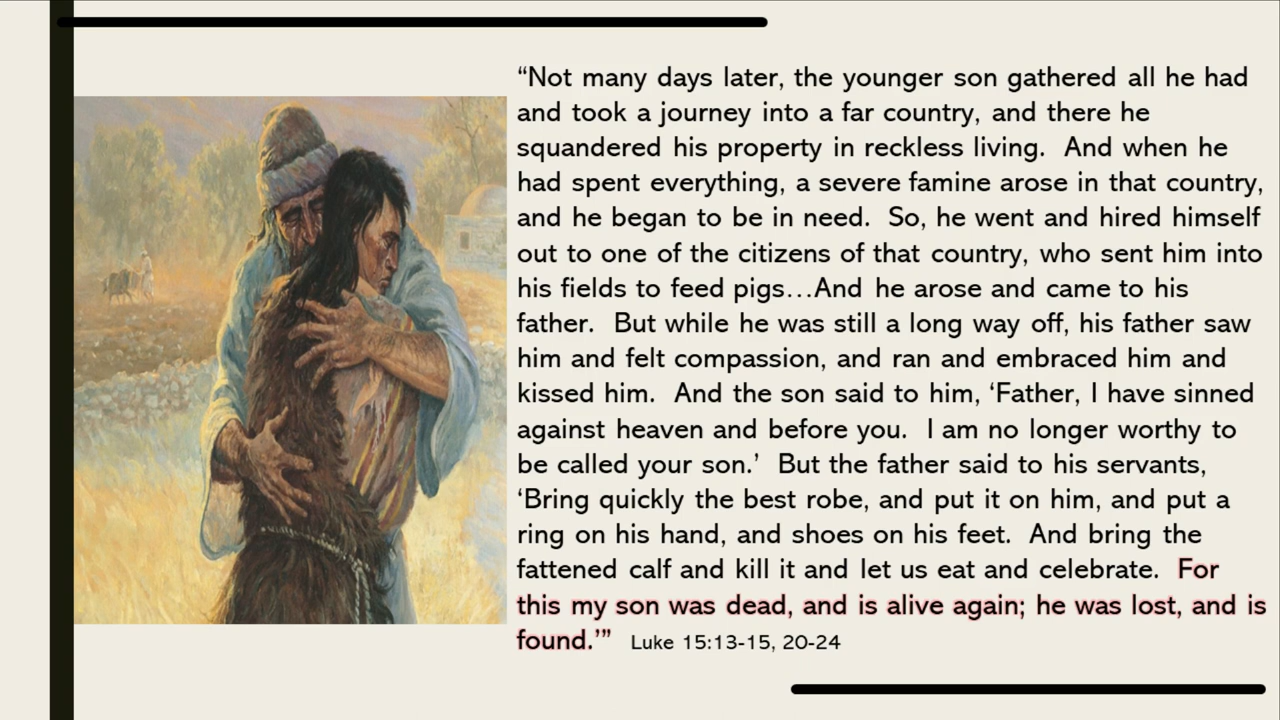 “Not many days later, the younger son gathered all he had
and took a journey into a far country, and there he
squandered his property in reckless living.  And when he
had spent everything, a severe famine arose in that country,
and he began to be in need.  So, he went and hired himself
out to one of the citizens of that country, who sent him into
his fields to feed pigs…And he arose and came to his
father.  But while he was still a long way off, his father saw
him and felt compassion, and ran and embraced him and
kissed him.  And the son said to him, ‘Father, I have sinned
against heaven and before you.  I am no longer worthy to
be called your son.’  But the father said to his servants,
‘Bring quickly the best robe, and put it on him, and put a
ring on his hand, and shoes on his feet.  And bring the
fattened calf and kill it and let us eat and celebrate.  For
this my son was dead, and is alive again; he was lost, and is
found.’”  Luke 15:13-15, 20-24